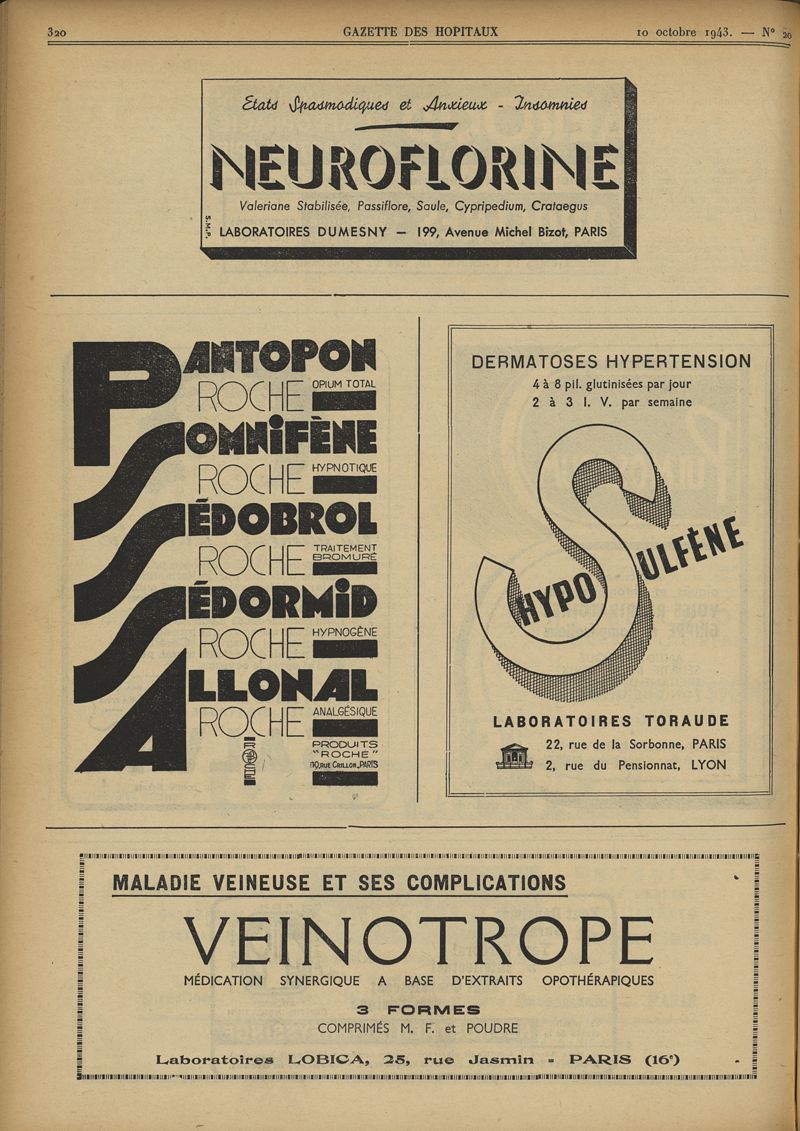 320
GAZETTE DES HOPITAUX
10 octobre 1943. — N° 20
États Spasmodiques et Anxieux - Insomnies
NEUROFLORINE
Valeriane Stabilisée, Passiflore, Saule, Cypripedium, Crataegus
S.M.P.
LABORATOIRES DUMESNY — 199, Avenue Michel Bizot, PARIS
PANTOPON
ROCHE OPIUM TOTAL
SOMNIFÈNE
ROCHE HYPNOTIQUE
SÉDOBROL
ROCHE TRAITEMENT
BROMURÉ
SÉDORMID
ROCHE HYPNOGÈNE
ALLONAL
ROCHE ANALGÉSIQUE
ROCHE
PRODUITS
"ROCHE"
10, RUE CRILLON, PARIS
DERMATOSES HYPERTENSION
4 à 8 pil. glutinisées par jour
2 à 3 I. V. par semaine
HYPOSULFÈNE
LABORATOIRES TORAUDE
22, rue de la Sorbonne, PARIS
2, rue du Pensionnat, LYON
MALADIE VEINEUSE ET SES COMPLICATIONS
VEINOTROPE
MÉDICATION SYNERGIQUE A BASE D'EXTRAITS OPOTHÉRAPIQUES
3 FORMES
COMPRIMÉS M. F. et POUDRE
Laboratoires LOBICA, 25, rue Jasmin - PARIS (16e)